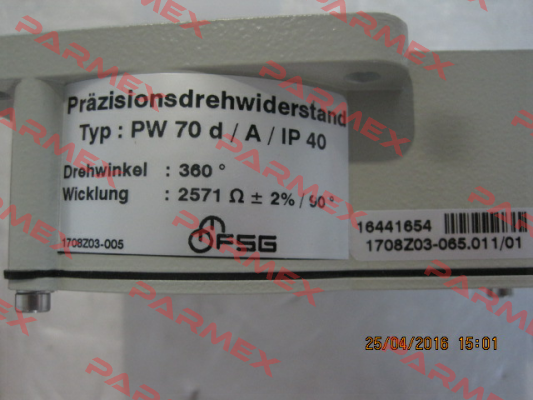 Präzisionsdrehwiderstand
Typ : PW 70 d / A / IP 40
Drehwinkel : 360 °
Wicklung : 2571 Ω ± 2% / 90 °
1708Z03-005
FSG
16441654
1708Z03-065.011/01
25/04/2016 15:01
PARMEX